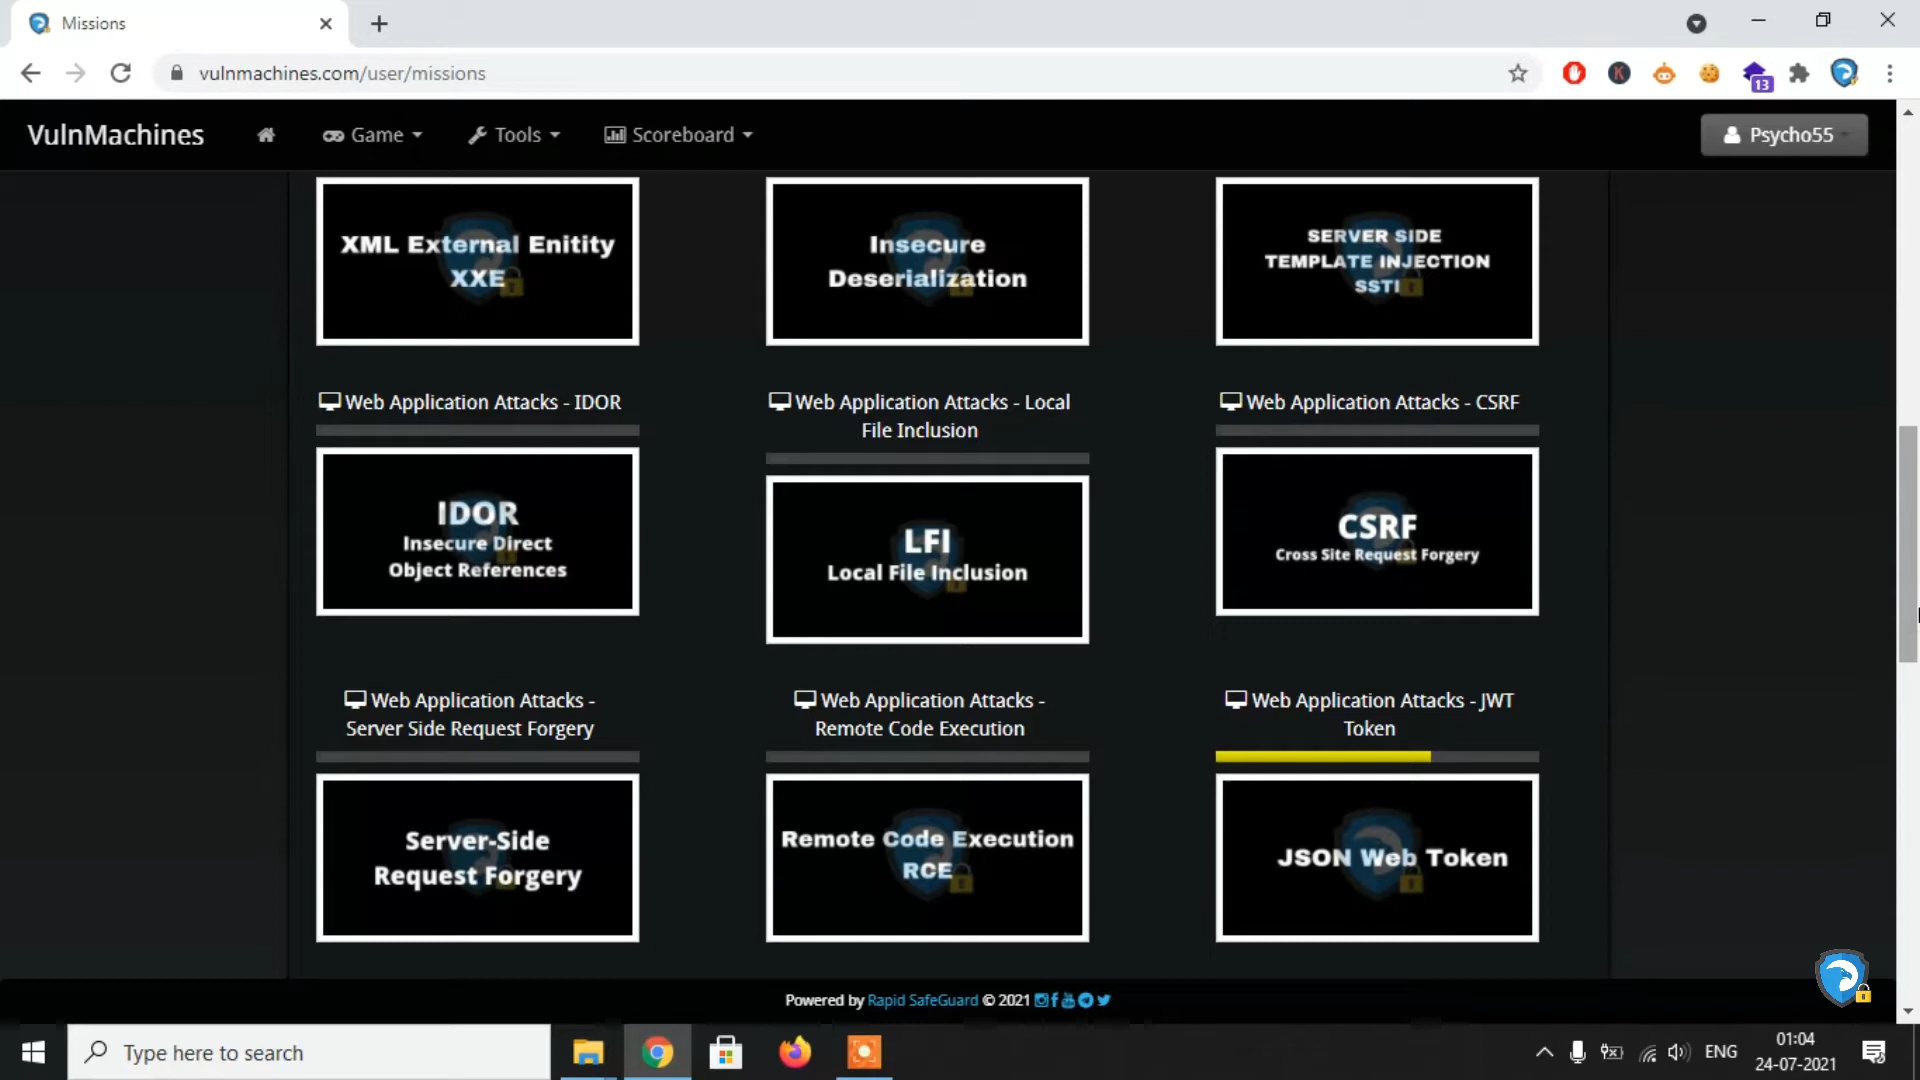 Missions
vulnmachines.com/user/missions
13
VulnMachines
Game
Tools
Scoreboard
Psycho55
XML External Enitity
XXE
Insecure
Deserialization
SERVER SIDE
TEMPLATE INJECTION
SSTI
Web Application Attacks - IDOR
Web Application Attacks - Local
File Inclusion
Web Application Attacks - CSRF
IDOR
Insecure Direct
Object References
LFI
Local File Inclusion
CSRF
Cross Site Request Forgery
Web Application Attacks -
Server Side Request Forgery
Web Application Attacks -
Remote Code Execution
Web Application Attacks - JWT
Token
Server-Side
Request Forgery
Remote Code Execution
RCE
JSON Web Token
Powered by Rapid SafeGuard © 2021
Type here to search
ENG
01:04
24-07-2021